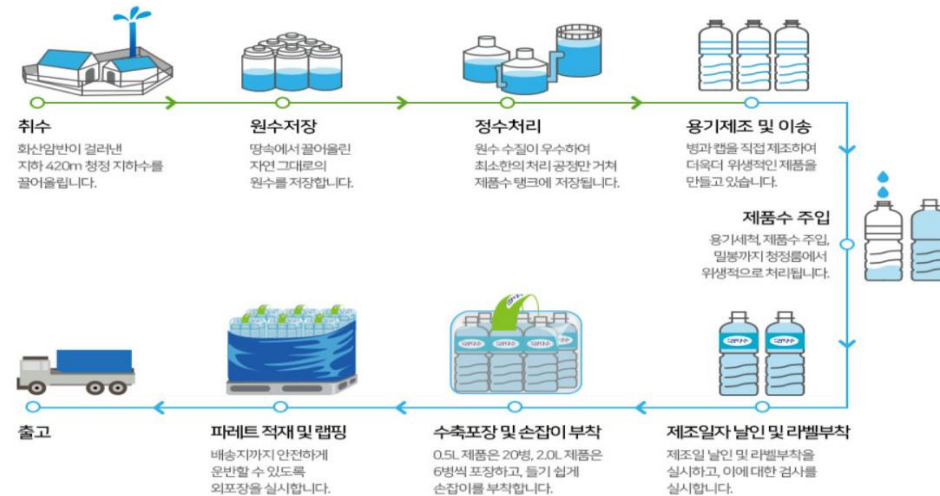 취수
화산암반이 걸러낸
지하 420m 청정 지하수를
끌어올립니다.
원수저장
땅속에서 끌어올린
자연 그대로의
원수를 저장합니다.
정수처리
원수 수질이 우수하여
최소한의 처리 공정만 거쳐
제품수 탱크에 저장됩니다.
용기제조 및 이송
병과 캡을 직접 제조하여
더욱더 위생적인 제품을
만들고 있습니다.
제품수 주입
용기세척, 제품수 주입,
밀봉까지 청정룸에서
위생적으로 처리됩니다.
제조일자 날인 및 라벨부착
제조일 날인 및 라벨부착을
실시하고, 이에 대한 검사를
실시합니다.
수축포장 및 손잡이 부착
0.5L 제품은 20병, 2.0L 제품은
6병씩 포장하고, 들기 쉽게
손잡이를 부착합니다.
파레트 적재 및 랩핑
배송지까지 안전하게
운반할 수 있도록
외포장을 실시합니다.
출고